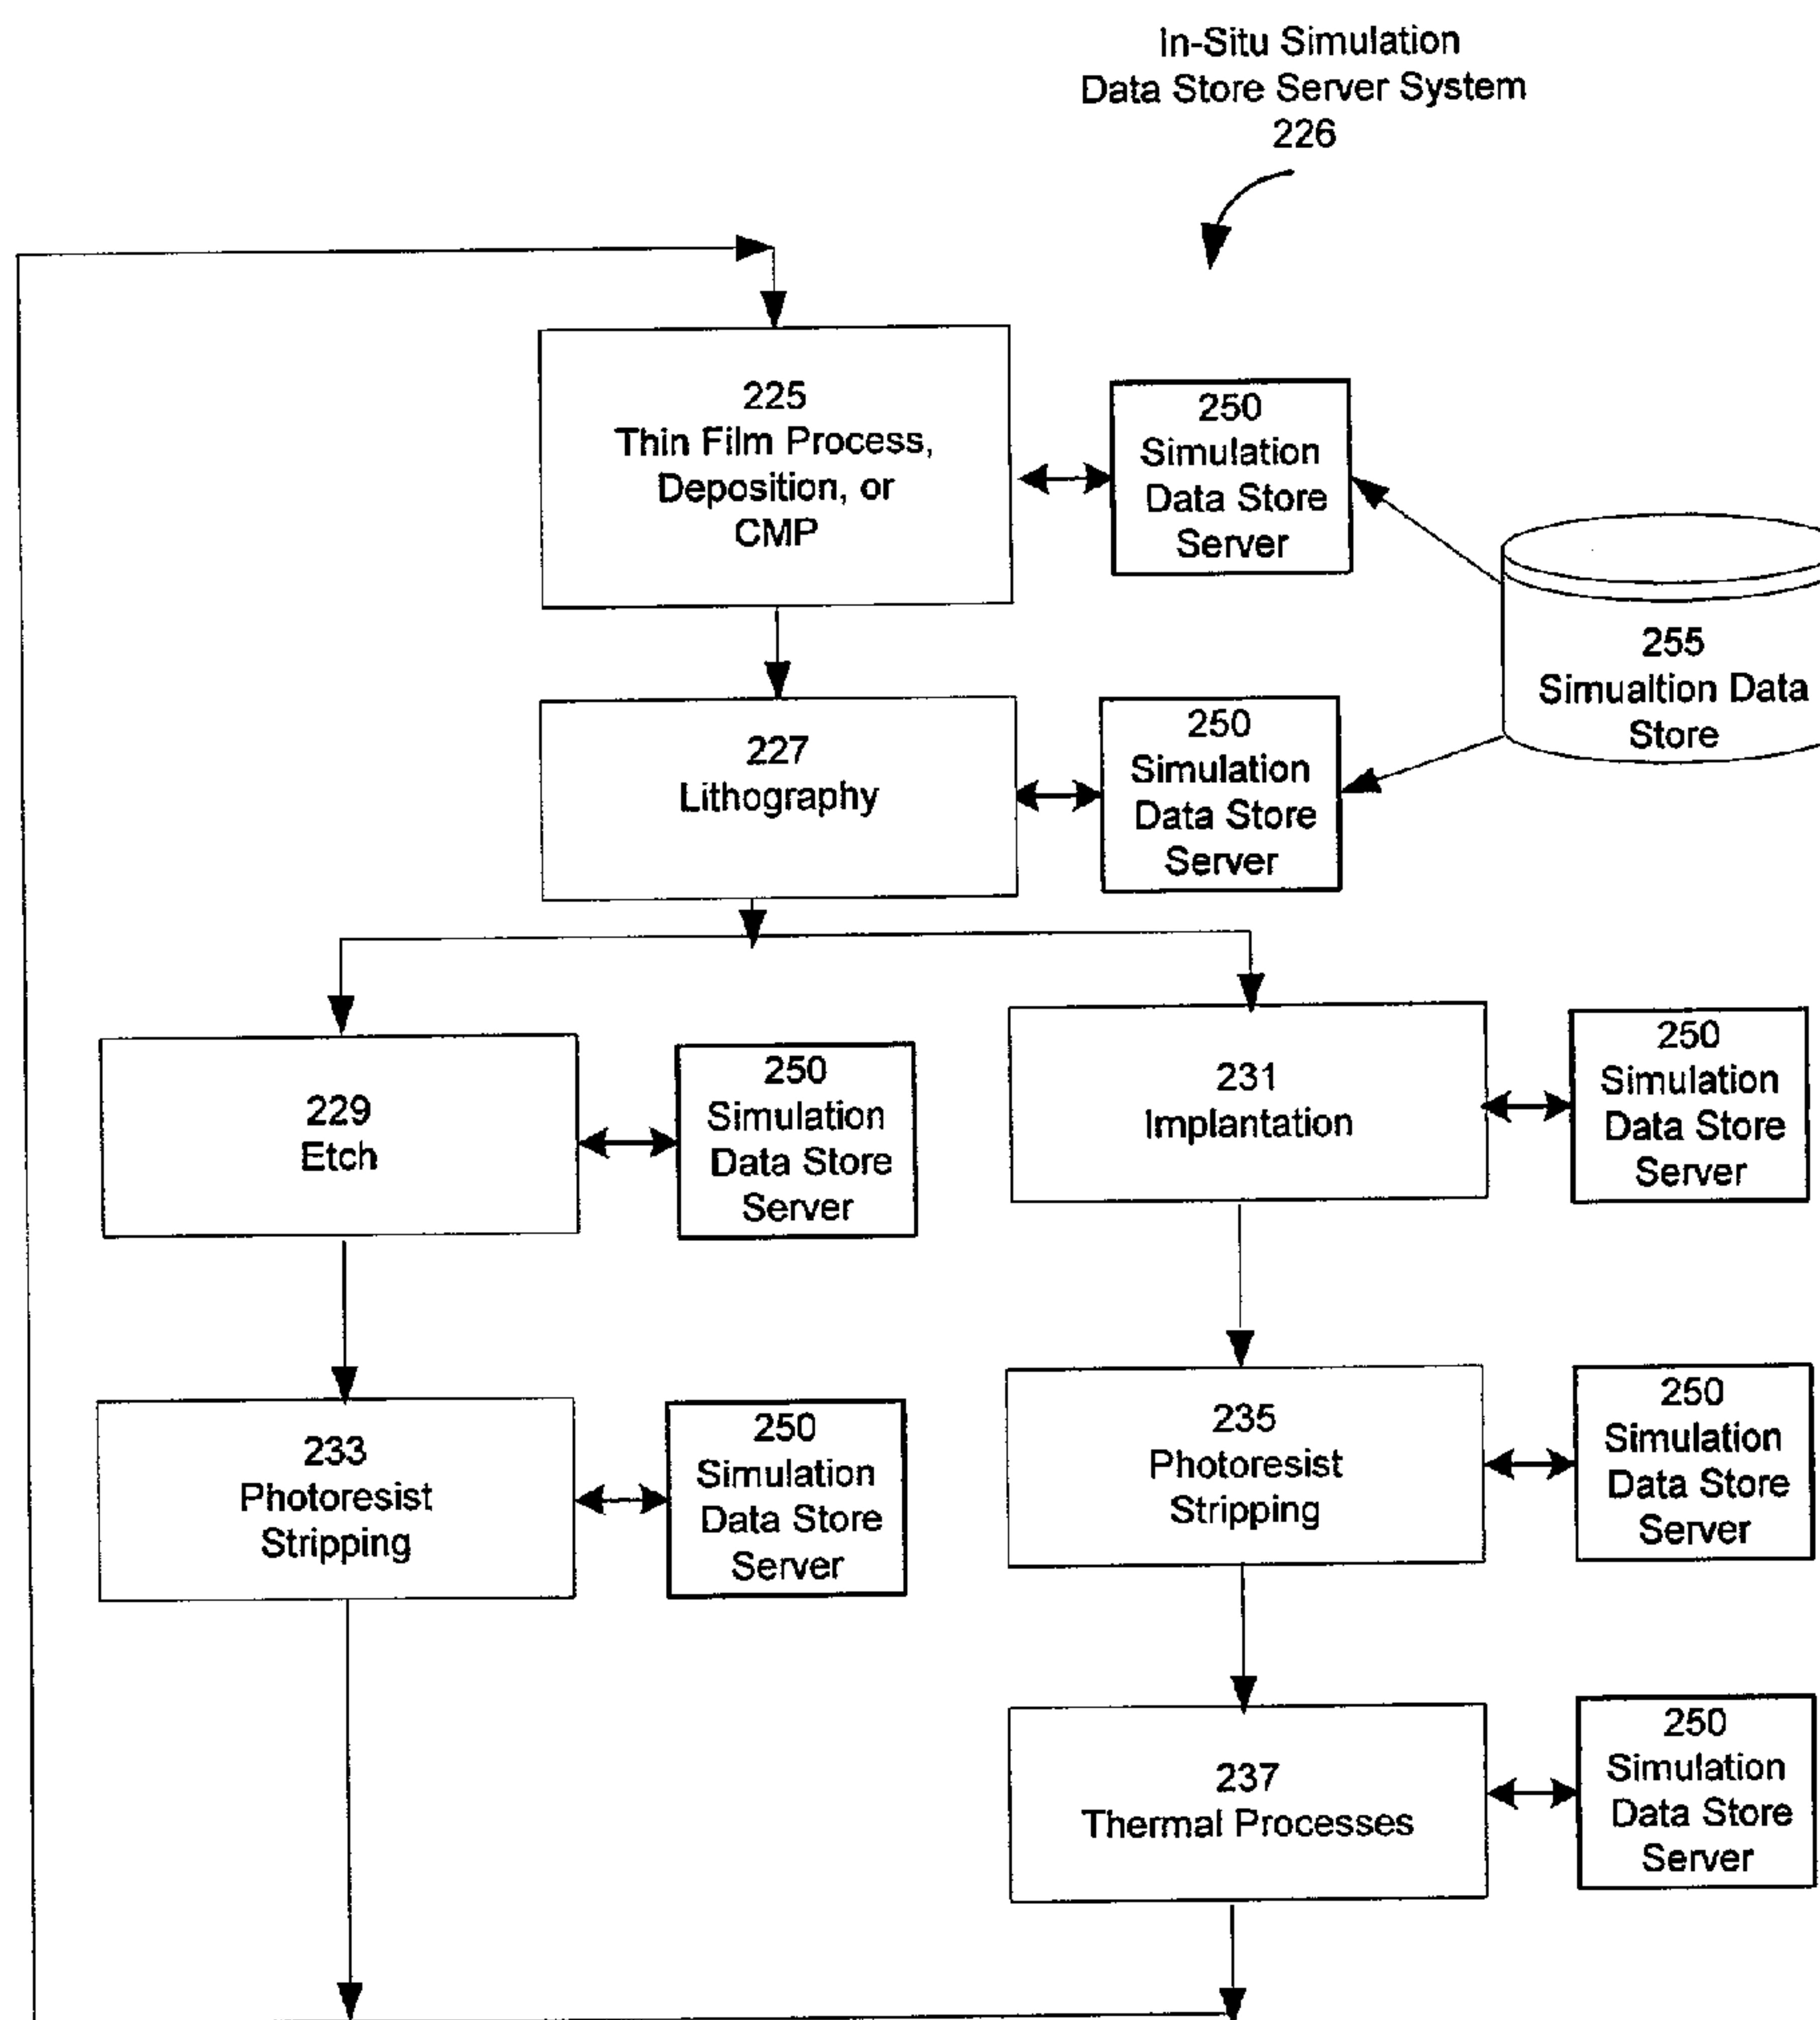 In-Situ Simulation
Data Store Server System
226
225
Thin Film Process,
Deposition, or
CMP
250
Simulation
Data Store
Server
255
Simualtion Data
Store
227
Lithography
250
Simulation
Data Store
Server
229
Etch
250
Simulation
Data Store
Server
231
Implantation
250
Simulation
Data Store
Server
233
Photoresist
Stripping
250
Simulation
Data Store
Server
235
Photoresist
Stripping
250
Simulation
Data Store
Server
237
Thermal Processes
250
Simulation
Data Store
Server